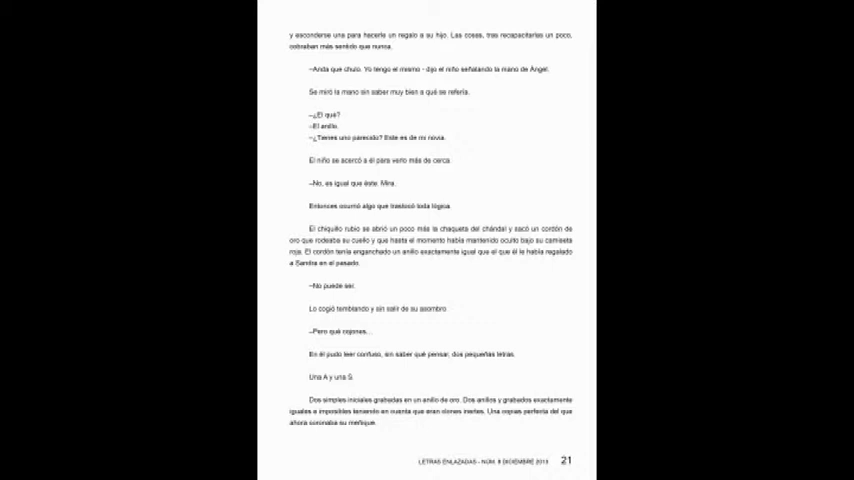 y esconderse una para hacerle un regalo a su hijo. Las cosas, tras recapacitarlas un poco,
cobraban más sentido que nunca.
–Anda que chulo. Yo tengo el mismo - dijo el niño señalando la mano de Ángel.
Se miró la mano sin saber muy bien a qué se refería.
–¿El qué?
–El anillo.
–¿Tienes uno parecido? Este es de mi novia.
El niño se acercó a él para verlo más de cerca.
–No, es igual que éste. Mira.
Entonces ocurrió algo que trastocó toda lógica.
El chiquillo rubio se abrió un poco más la chaqueta del chándal y sacó un cordón de
oro que rodeaba su cuello y que hasta el momento había mantenido oculto bajo su camiseta
roja. El cordón tenía enganchado un anillo exactamente igual que el que él le había regalado
a Sandra en el pasado.
–No puede ser.
Lo cogió temblando y sin salir de su asombro.
–Pero qué cojones...
En él pudo leer confuso, sin saber qué pensar, dos pequeñas letras.
Una A y una S.
Dos simples iniciales grabadas en un anillo de oro. Dos anillos y grabados exactamente
iguales e imposibles teniendo en cuenta que eran clones inertes. Una copias perfecta del que
ahora coronaba su meñique.
LETRAS ENLAZADAS - NÚM. 9 DICIEMBRE 2013 21